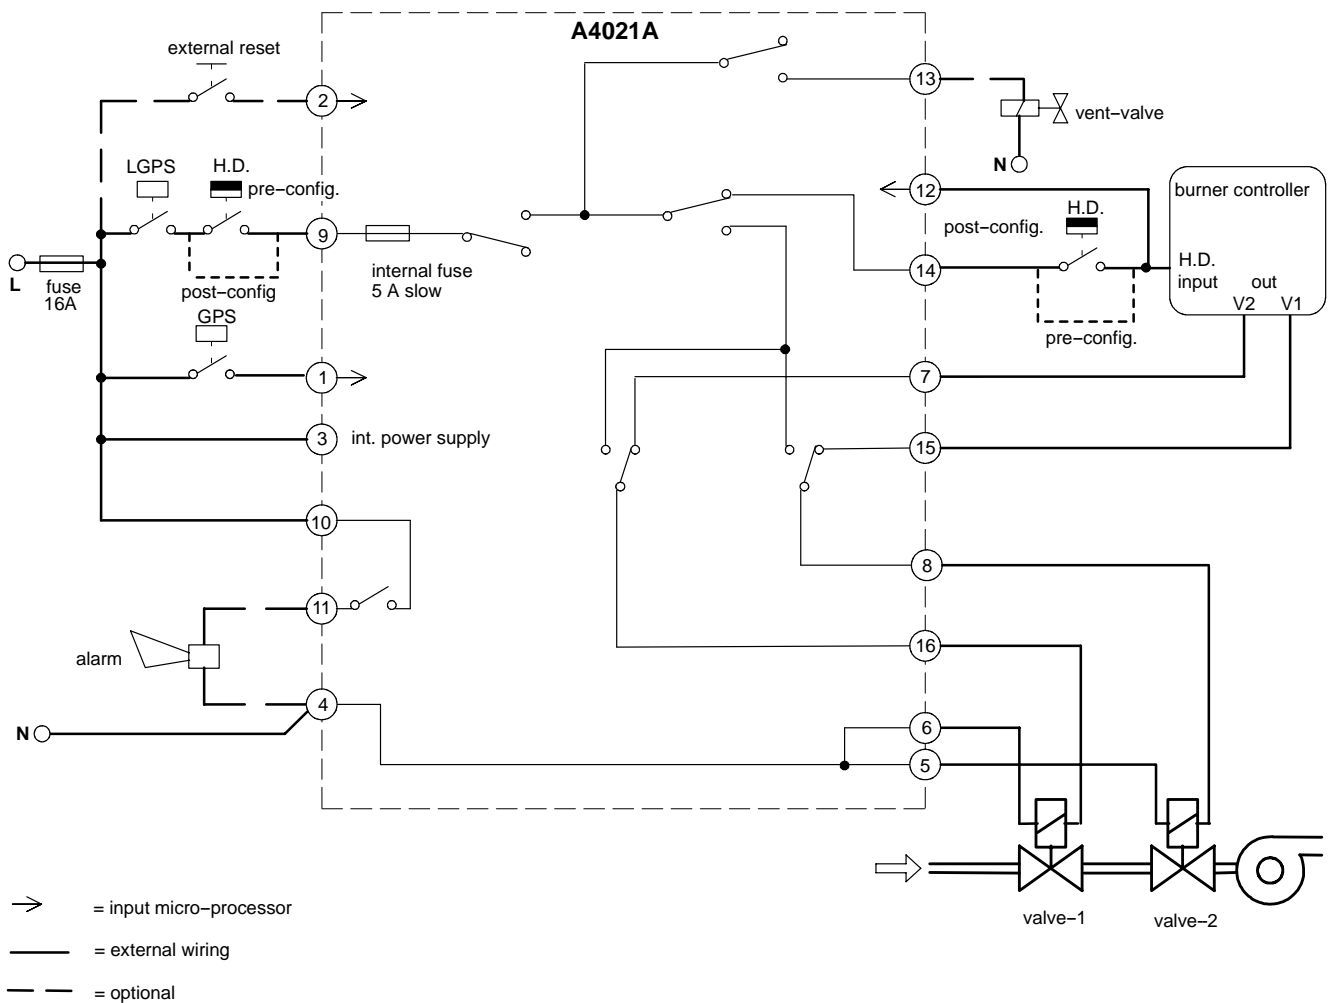 A4021A
external reset
2
13
vent-valve
N
LGPS
H.D.
pre-config.
12
burner controller
H.D.
post-config.
9
internal fuse
5 A slow
14
H.D.
input
out
V2
V1
L
fuse
16A
post-config
pre-config.
GPS
1
7
3
int. power supply
15
10
8
11
16
alarm
4
N
6
5
valve-1
valve-2
= input micro-processor
= external wiring
= optional